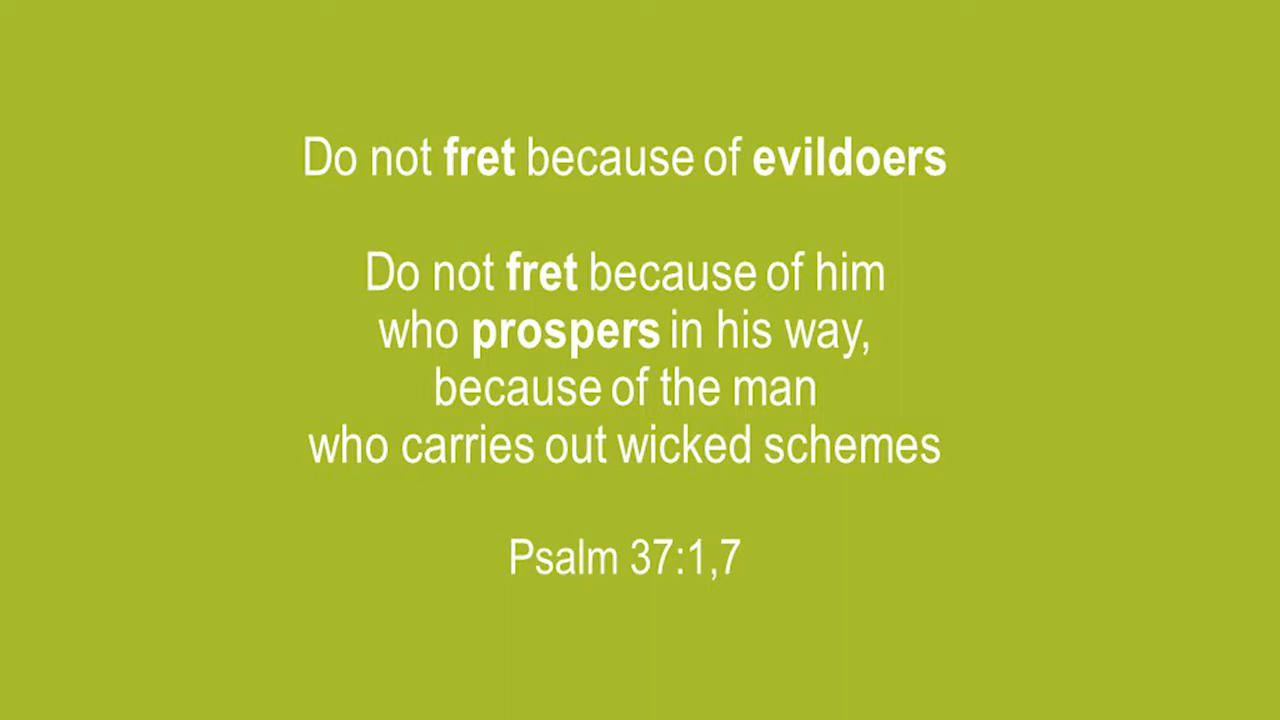 Do not fret because of evildoers
Do not fret because of him
who prospers in his way,
because of the man
who carries out wicked schemes
Psalm 37:1,7